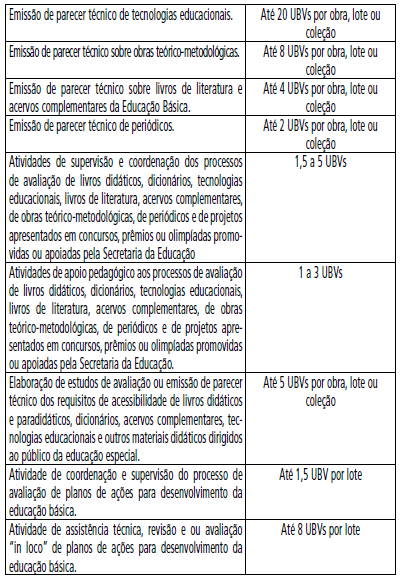 Emissão de parecer técnico de tecnologias educacionais.
Até 20 UBVs por obra, lote ou
coleção
Emissão de parecer técnico sobre obras teórico-metodológicas.
Até 8 UBVs por obra, lote ou
coleção
Emissão de parecer técnico sobre livros de literatura e
acervos complementares da Educação Básica.
Até 4 UBVs por obra, lote ou
coleção
Emissão de parecer técnico de periódicos.
Até 2 UBVs por obra, lote ou
coleção
Atividades de supervisão e coordenação dos processos
de avaliação de livros didáticos, dicionários, tecnologias
educacionais, livros de literatura, acervos complementares,
de obras teórico-metodológicas, de periódicos e de projetos
apresentados em concursos, prêmios ou olimpíadas promo-
vidas ou apoiadas pela Secretaria da Educação
1,5 a 5 UBVs
Atividades de apoio pedagógico aos processos de avaliação
de livros didáticos, dicionários, tecnologias educacionais,
livros de literatura, acervos complementares, de obras
teórico-metodológicas, de periódicos e de projetos apre-
sentados em concursos, prêmios ou olimpíadas promovidas
ou apoiadas pela Secretaria da Educação.
1 a 3 UBVs
Elaboração de estudos de avaliação ou emissão de parecer
técnico dos requisitos de acessibilidade de livros didáticos
e paradidáticos, dicionários, acervos complementares, tec-
nologias educacionais e outros materiais didáticos dirigidos
ao público da educação especial.
Até 5 UBVs por obra, lote ou
coleção
Atividade de coordenação e supervisão do processo de
avaliação de planos de ações para desenvolvimento da
educação básica.
Até 1,5 UBV por lote
Atividade de assistência técnica, revisão e ou avaliação
“in loco” de planos de ações para desenvolvimento da
educação básica.
Até 8 UBVs por lote